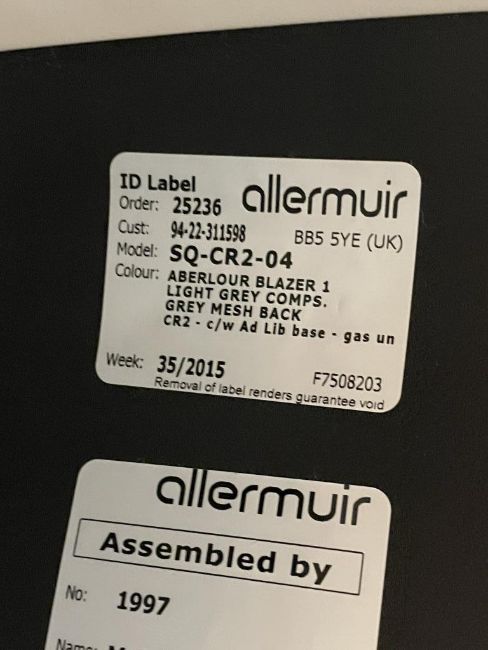 ID Label
allermuir
Order: 25236
Cust: 94-22-311598
BB5 5YE (UK)
Model: SQ-CR2-04
Colour: ABERLOUR BLAZER 1
LIGHT GREY COMPS.
GREY MESH BACK
CR2 - c/w Ad Lib base - gas un
Week: 35/2015
F7508203
Removal of label renders guarantee void
allermuir
Assembled by
No: 1997
Name: